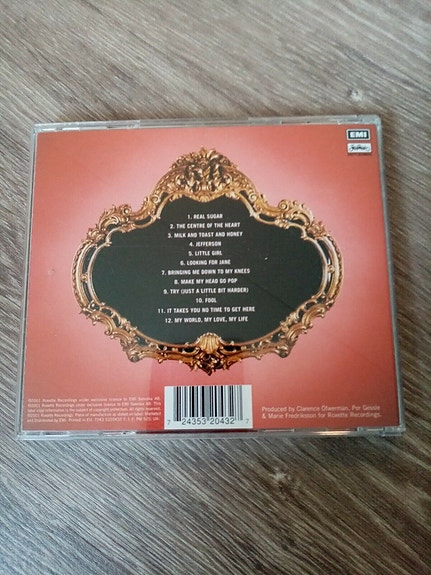 EMI
1. REAL SUGAR
2. THE CENTRE OF THE HEART
3. MILK AND TOAST AND HONEY
4. JEFFERSON
5. LITTLE GIRL
6. LOOKING FOR JANE
7. BRINGING ME DOWN TO MY KNEES
8. MAKE MY HEAD GO POP
9. TRY (JUST A LITTLE BIT HARDER)
10. FOOL
11. IT TAKES YOU NO TIME TO GET HERE
12. MY WORLD, MY LOVE, MY LIFE
7 24353 20432 7
Produced by Clarence Öfwerman, Per Gessle
& Marie Fredriksson for Roxette Recordings.